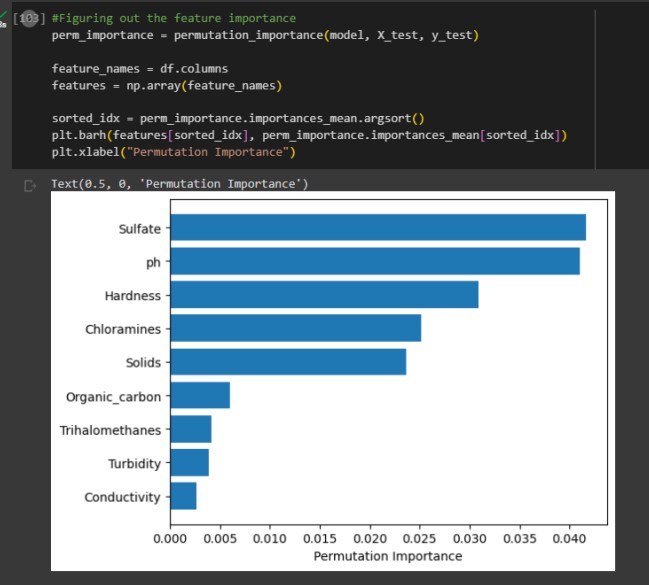 [103] #Figuring out the feature importance
perm_importance = permutation_importance(model, X_test, y_test)
feature_names = df.columns
features = np.array(feature_names)
sorted_idx = perm_importance.importances_mean.argsort()
plt.barh(features[sorted_idx], perm_importance.importances_mean[sorted_idx])
plt.xlabel("Permutation Importance")
Text(0.5, 0, 'Permutation Importance')
Sulfate
ph
Hardness
Chloramines
Solids
Organic_carbon
Trihalomethanes
Turbidity
Conductivity
0.000 0.005 0.010 0.015 0.020 0.025 0.030 0.035 0.040
Permutation Importance